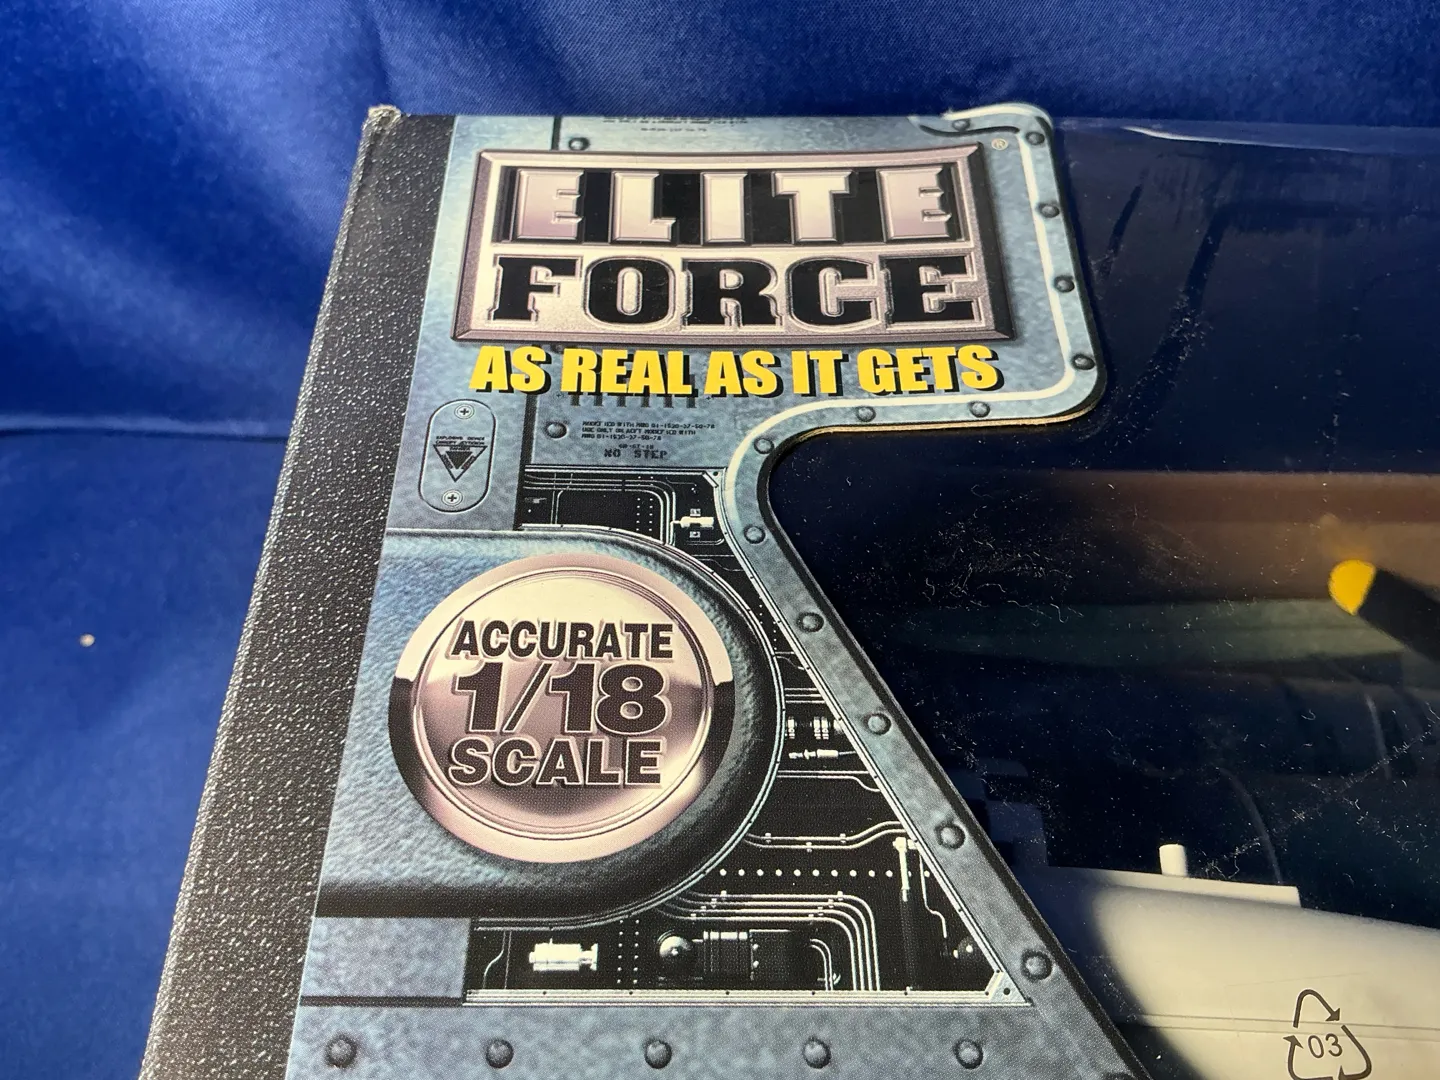 ELITE
®
FORCE
AS REAL AS IT GETS
NO STEP
ACCURATE
1/18
SCALE
03